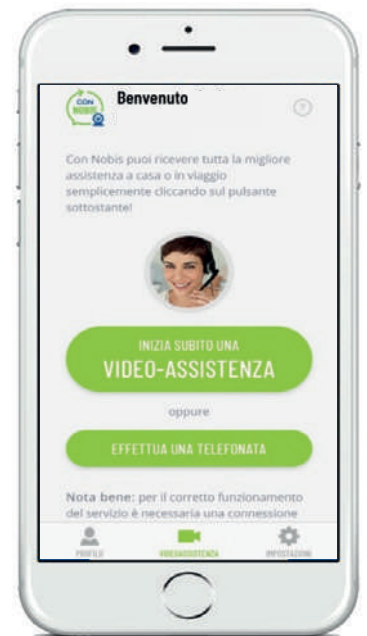 CON
NOBIS
Benvenuto
?
Con Nobis puoi ricevere tutta la migliore
assistenza a casa o in viaggio
semplicemente cliccando sul pulsante
sottostante!
INIZIA SUBITO UNA
VIDEO-ASSISTENZA
oppure
EFFETTUA UNA TELEFONATA
Nota bene: per il corretto funzionamento
del servizio è necessaria una connessione
PROFILO VIDEOASSISTENZA IMPOSTAZIONI